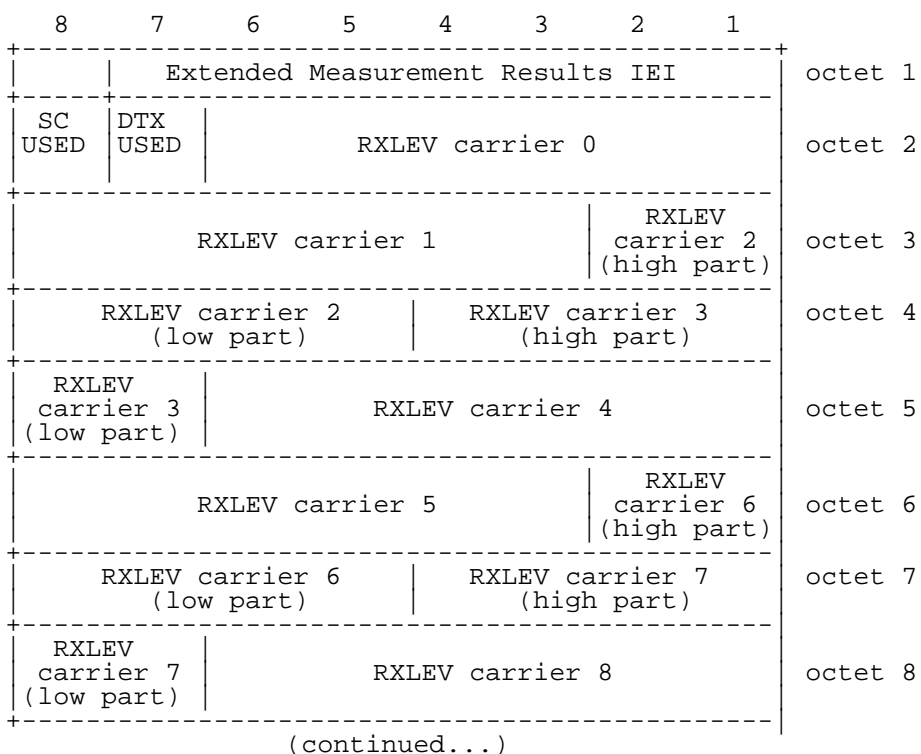 8 7 6 5 4 3 2 1
Extended Measurement Results IEI octet 1
SC DTX
USED USED RXLEV carrier 0 octet 2
RXLEV
RXLEV carrier 1 carrier 2 octet 3
(high part)
RXLEV carrier 2 RXLEV carrier 3 octet 4
(low part) (high part)
RXLEV
carrier 3 RXLEV carrier 4 octet 5
(low part)
RXLEV
RXLEV carrier 5 carrier 6 octet 6
(high part)
RXLEV carrier 6 RXLEV carrier 7 octet 7
(low part) (high part)
RXLEV
carrier 7 RXLEV carrier 8 octet 8
(low part)
(continued...)